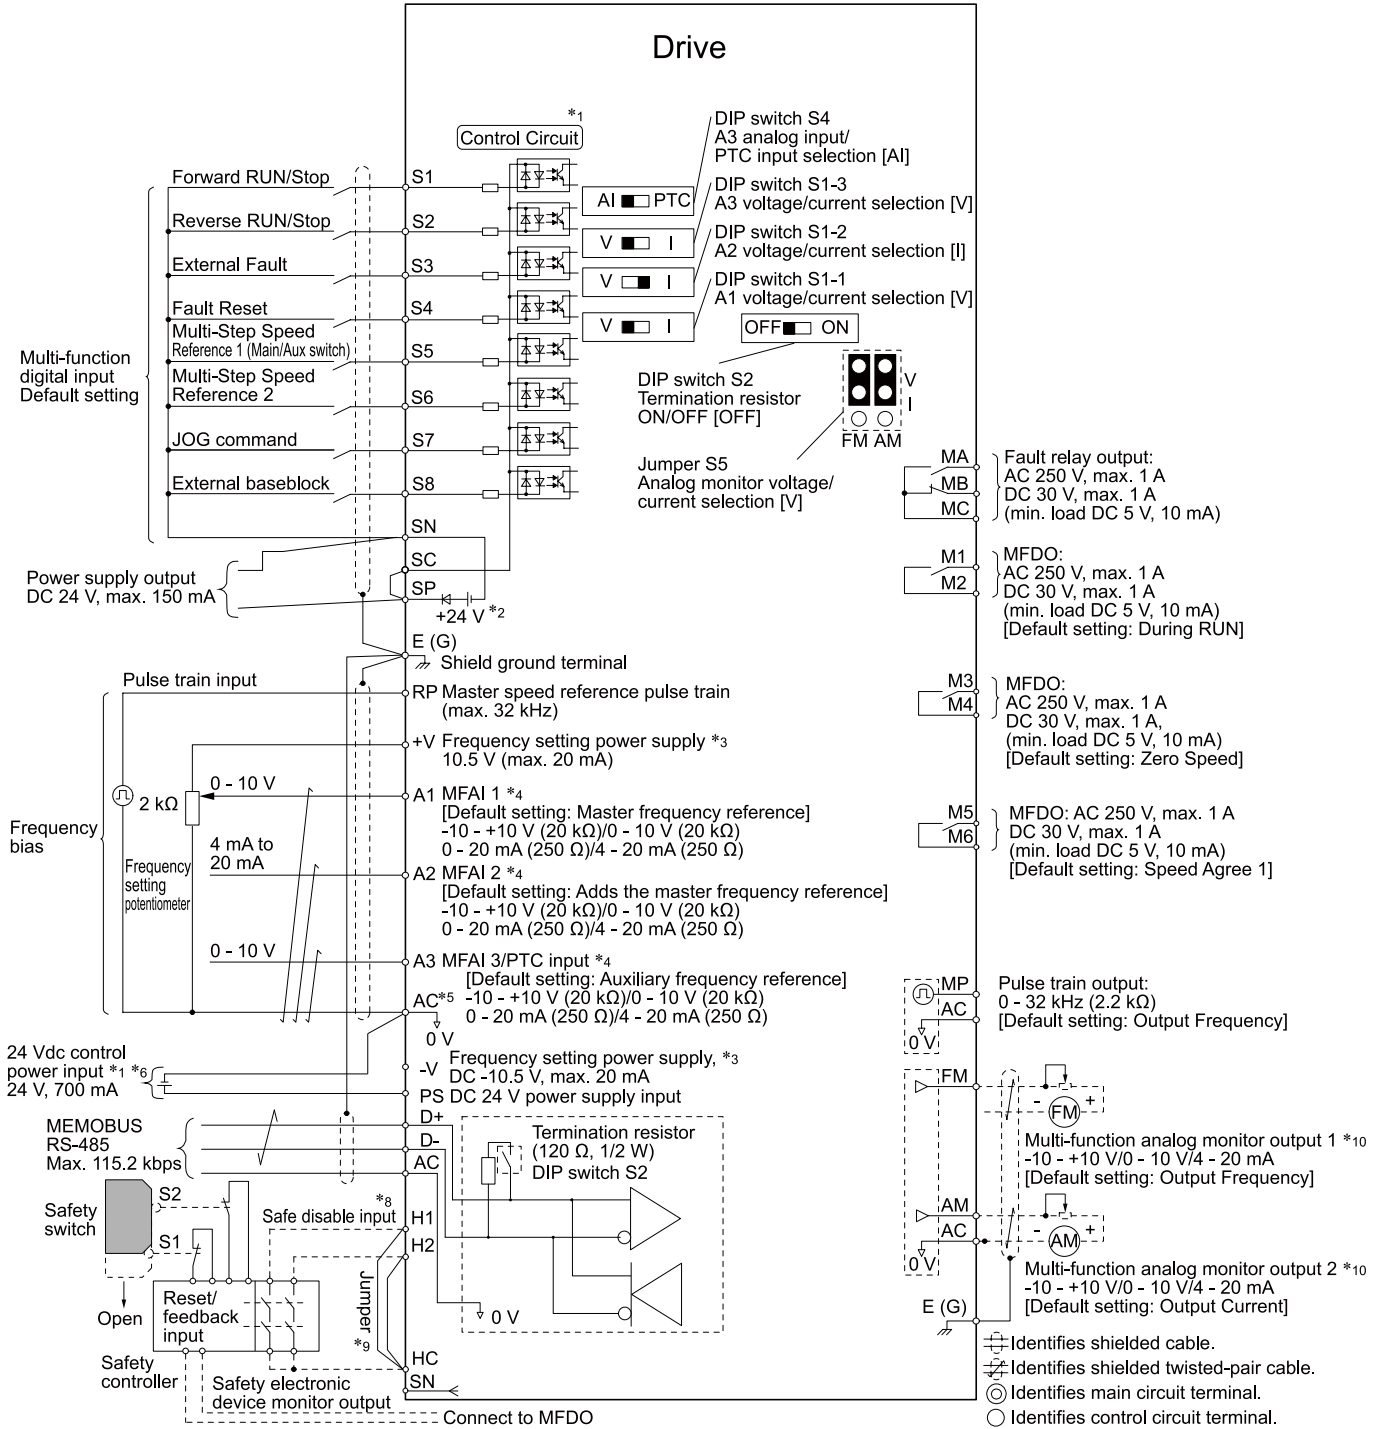 Drive
*1
Control Circuit
DIP switch S4
A3 analog input/
PTC input selection [AI]
AI PTC
DIP switch S1-3
A3 voltage/current selection [V]
V I
DIP switch S1-2
A2 voltage/current selection [I]
V I
DIP switch S1-1
A1 voltage/current selection [V]
V I
OFF ON
DIP switch S2
Termination resistor
ON/OFF [OFF]
V
I
FM AM
Jumper S5
Analog monitor voltage/
current selection [V]
Multi-function
digital input
Default setting
Forward RUN/Stop
S1
Reverse RUN/Stop
S2
External Fault
S3
Fault Reset
S4
Multi-Step Speed
Reference 1 (Main/Aux switch)
S5
Multi-Step Speed
Reference 2
S6
JOG command
S7
External baseblock
S8
SN
SC
Power supply output
DC 24 V, max. 150 mA
SP
+24 V *2
E (G)
Shield ground terminal
Pulse train input
RP Master speed reference pulse train
(max. 32 kHz)
+V Frequency setting power supply *3
10.5 V (max. 20 mA)
Frequency
bias
2 kΩ
Frequency
setting
potentiometer
0 - 10 V
A1 MFAI 1 *4
[Default setting: Master frequency reference]
-10 - +10 V (20 kΩ)/0 - 10 V (20 kΩ)
0 - 20 mA (250 Ω)/4 - 20 mA (250 Ω)
4 mA to
20 mA
A2 MFAI 2 *4
[Default setting: Adds the master frequency reference]
-10 - +10 V (20 kΩ)/0 - 10 V (20 kΩ)
0 - 20 mA (250 Ω)/4 - 20 mA (250 Ω)
0 - 10 V
A3 MFAI 3/PTC input *4
[Default setting: Auxiliary frequency reference]
-10 - +10 V (20 kΩ)/0 - 10 V (20 kΩ)
0 - 20 mA (250 Ω)/4 - 20 mA (250 Ω)
AC*5
0 V
24 Vdc control
power input *1 *6
24 V, 700 mA
-V Frequency setting power supply, *3
DC -10.5 V, max. 20 mA
PS DC 24 V power supply input
MEMOBUS
RS-485
Max. 115.2 kbps
D+
D-
AC
Termination resistor
(120 Ω, 1/2 W)
DIP switch S2
0 V
Safety
switch
S2
S1
Open
*8
Safe disable input
H1
H2
Jumper *9
Reset/
feedback
input
Safety
controller
Safety electronic
device monitor output
HC
SN
Connect to MFDO
MA
MB
MC
Fault relay output:
AC 250 V, max. 1 A
DC 30 V, max. 1 A
(min. load DC 5 V, 10 mA)
M1
M2
MFDO:
AC 250 V, max. 1 A
DC 30 V, max. 1 A
(min. load DC 5 V, 10 mA)
[Default setting: During RUN]
M3
M4
MFDO:
AC 250 V, max. 1 A
DC 30 V, max. 1 A,
(min. load DC 5 V, 10 mA)
[Default setting: Zero Speed]
M5
M6
MFDO: AC 250 V, max. 1 A
DC 30 V, max. 1 A
(min. load DC 5 V, 10 mA)
[Default setting: Speed Agree 1]
MP
AC
0 V
Pulse train output:
0 - 32 kHz (2.2 kΩ)
[Default setting: Output Frequency]
FM
- +
FM
Multi-function analog monitor output 1 *10
-10 - +10 V/0 - 10 V/4 - 20 mA
[Default setting: Output Frequency]
AM
AC
0 V
- +
AM
Multi-function analog monitor output 2 *10
-10 - +10 V/0 - 10 V/4 - 20 mA
[Default setting: Output Current]
E (G)
Identifies shielded cable.
Identifies shielded twisted-pair cable.
Identifies main circuit terminal.
Identifies control circuit terminal.